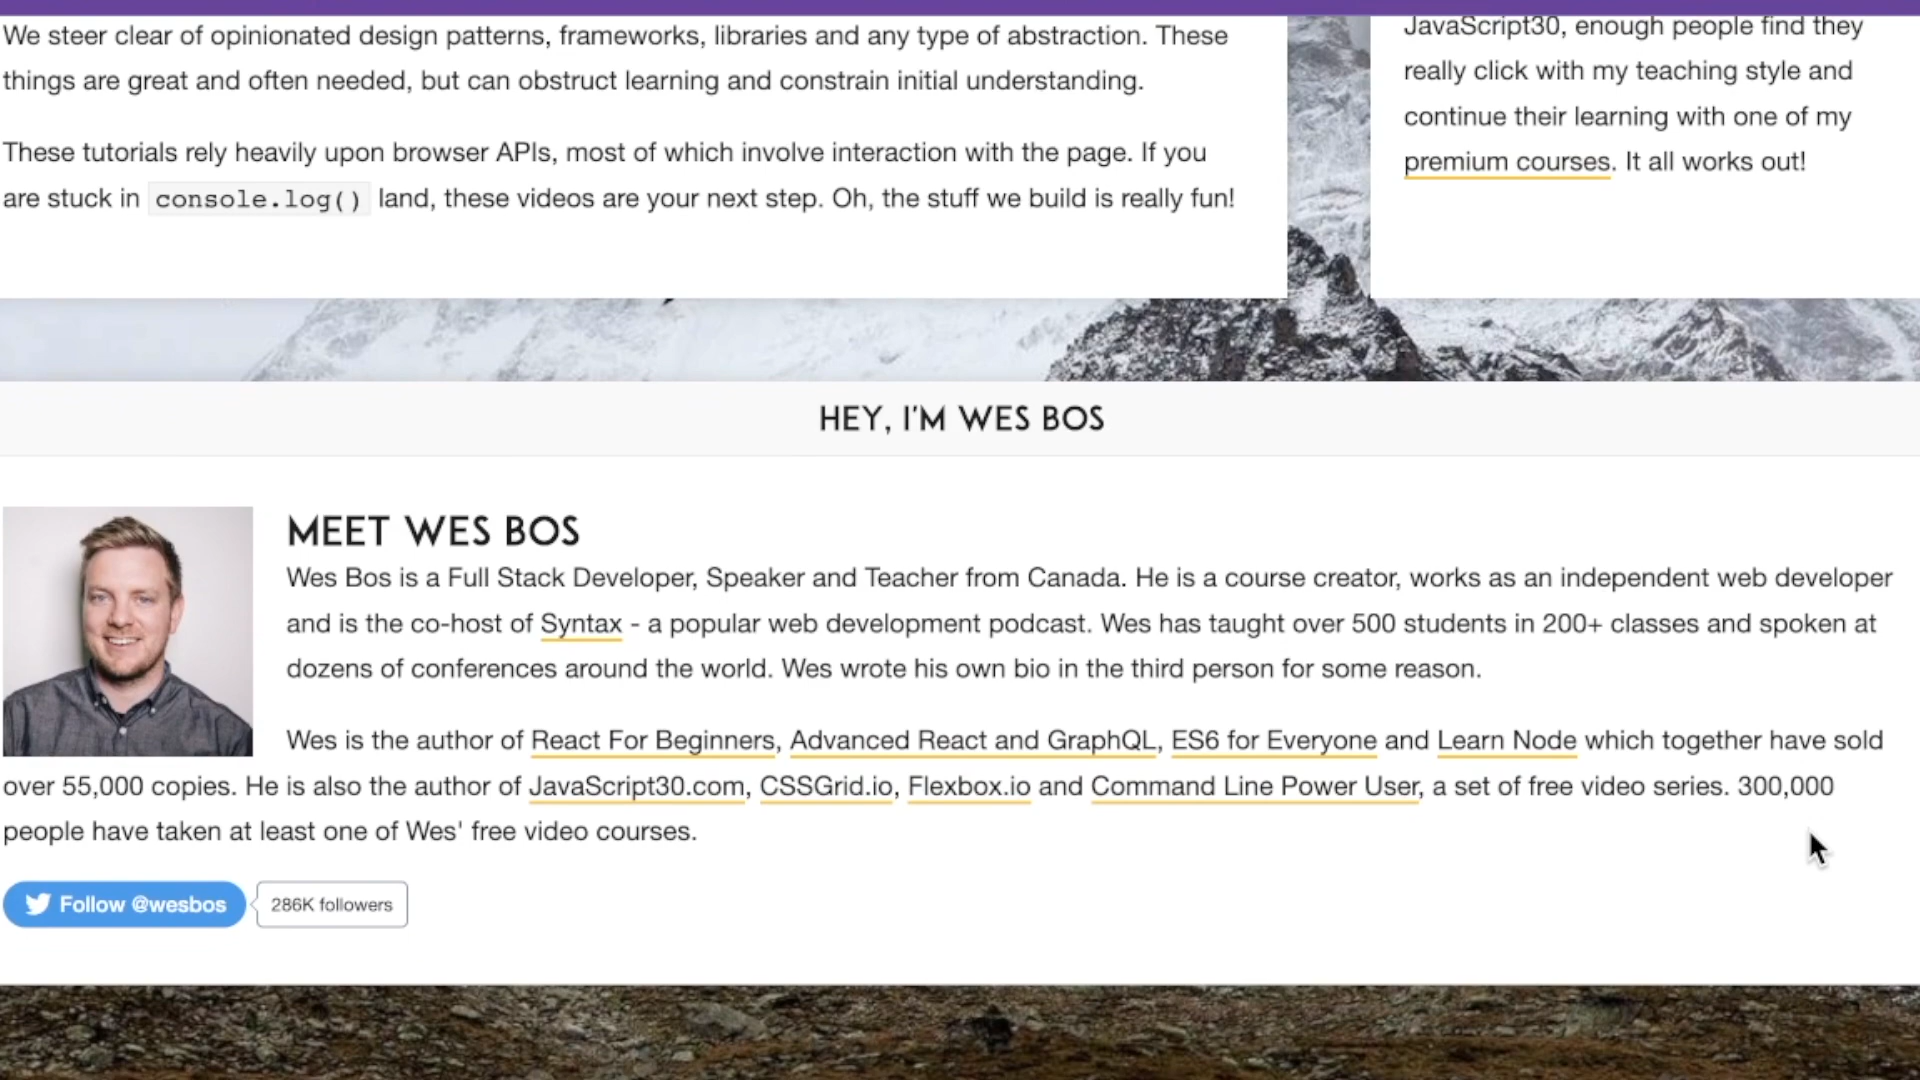 We steer clear of opinionated design patterns, frameworks, libraries and any type of abstraction. These
things are great and often needed, but can obstruct learning and constrain initial understanding.
These tutorials rely heavily upon browser APIs, most of which involve interaction with the page. If you
are stuck in console.log() land, these videos are your next step. Oh, the stuff we build is really fun!
JavaScript30, enough people find they
really click with my teaching style and
continue their learning with one of my
premium courses. It all works out!
HEY, I'M WES BOS
MEET WES BOS
Wes Bos is a Full Stack Developer, Speaker and Teacher from Canada. He is a course creator, works as an independent web developer
and is the co-host of Syntax - a popular web development podcast. Wes has taught over 500 students in 200+ classes and spoken at
dozens of conferences around the world. Wes wrote his own bio in the third person for some reason.
Wes is the author of React For Beginners, Advanced React and GraphQL, ES6 for Everyone and Learn Node which together have sold
over 55,000 copies. He is also the author of JavaScript30.com, CSSGrid.io, Flexbox.io and Command Line Power User, a set of free video series. 300,000
people have taken at least one of Wes' free video courses.
Follow @wesbos
286K followers